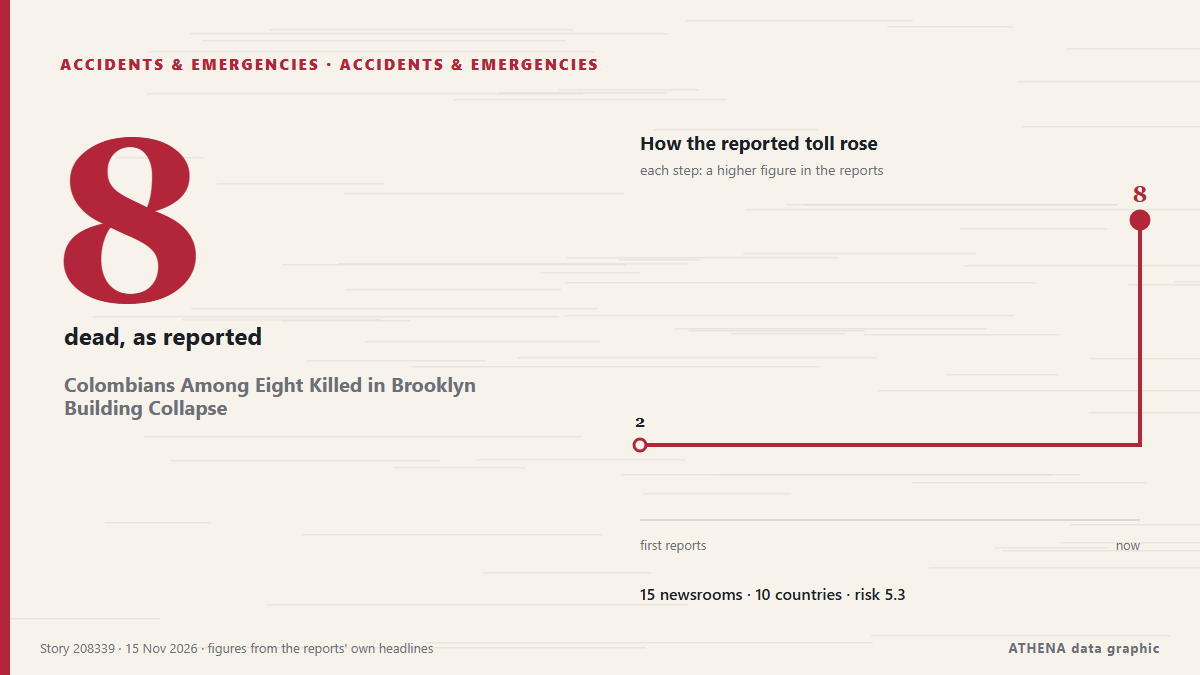 ACCIDENTS & EMERGENCIES · ACCIDENTS & EMERGENCIES
8
dead, as reported
Colombians Among Eight Killed in Brooklyn
Building Collapse
How the reported toll rose
each step: a higher figure in the reports
8
2
first reports
now
15 newsrooms · 10 countries · risk 5.3
Story 208339 · 15 Nov 2026 · figures from the reports' own headlines
ATHENA data graphic